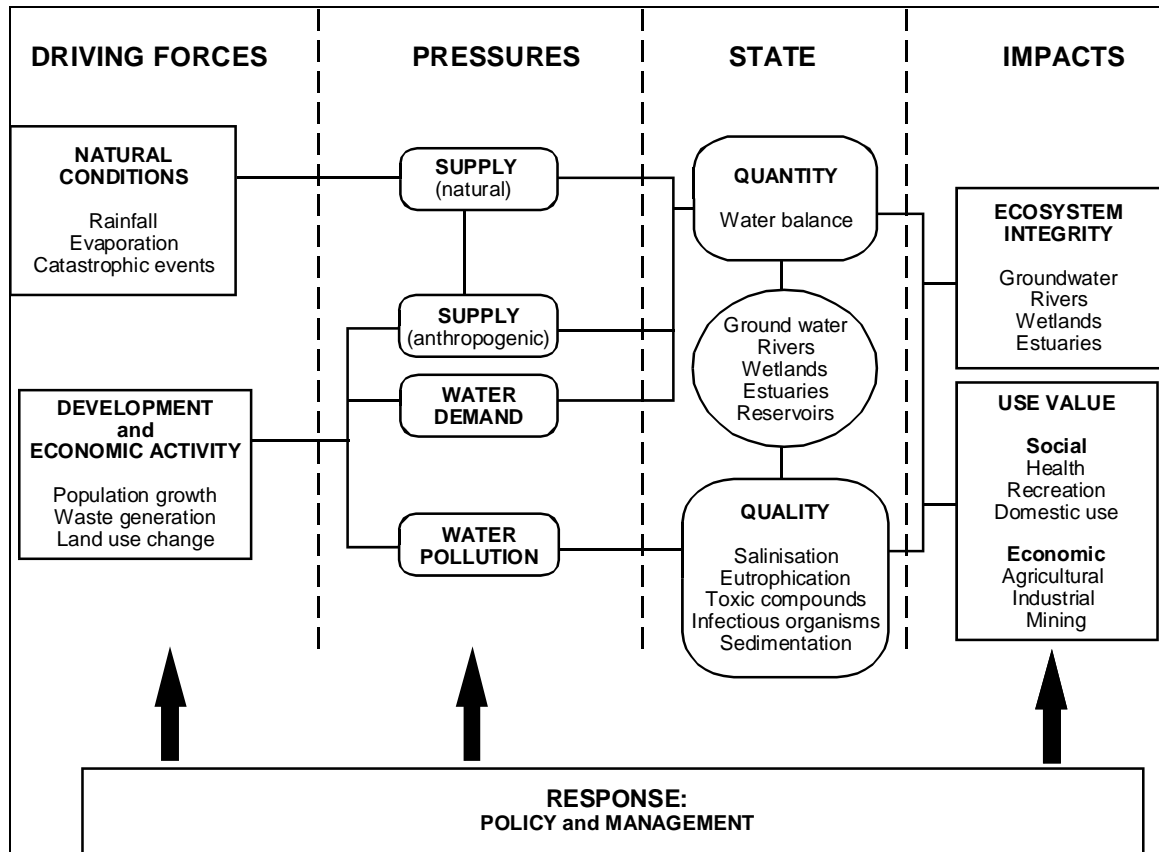 DRIVING FORCES
PRESSURES
STATE
IMPACTS
NATURAL
CONDITIONS
Rainfall
Evaporation
Catastrophic events
DEVELOPMENT
and
ECONOMIC ACTIVITY
Population growth
Waste generation
Land use change
SUPPLY
(natural)
SUPPLY
(anthropogenic)
WATER
DEMAND
WATER
POLLUTION
QUANTITY
Water balance
Ground water
Rivers
Wetlands
Estuaries
Reservoirs
QUALITY
Salinisation
Eutrophication
Toxic compounds
Infectious organisms
Sedimentation
ECOSYSTEM
INTEGRITY
Groundwater
Rivers
Wetlands
Estuaries
USE VALUE
Social
Health
Recreation
Domestic use
Economic
Agricultural
Industrial
Mining
RESPONSE:
POLICY and MANAGEMENT